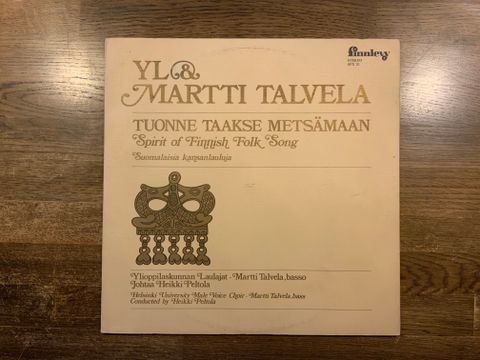 Finnlevy
STEREO
YL &
MARTTI TALVELA
TUONNE TAAKSE METSÄMAAN
Spirit of Finnish Folk Song
Suomalaisia kansanlauluja
Ylioppilaskunnan Laulajat - Martti Talvela, basso
Johtaa Heikki Peltola
Helsinki University Male Voice Choir - Martti Talvela, bass
Conducted by Heikki Peltola